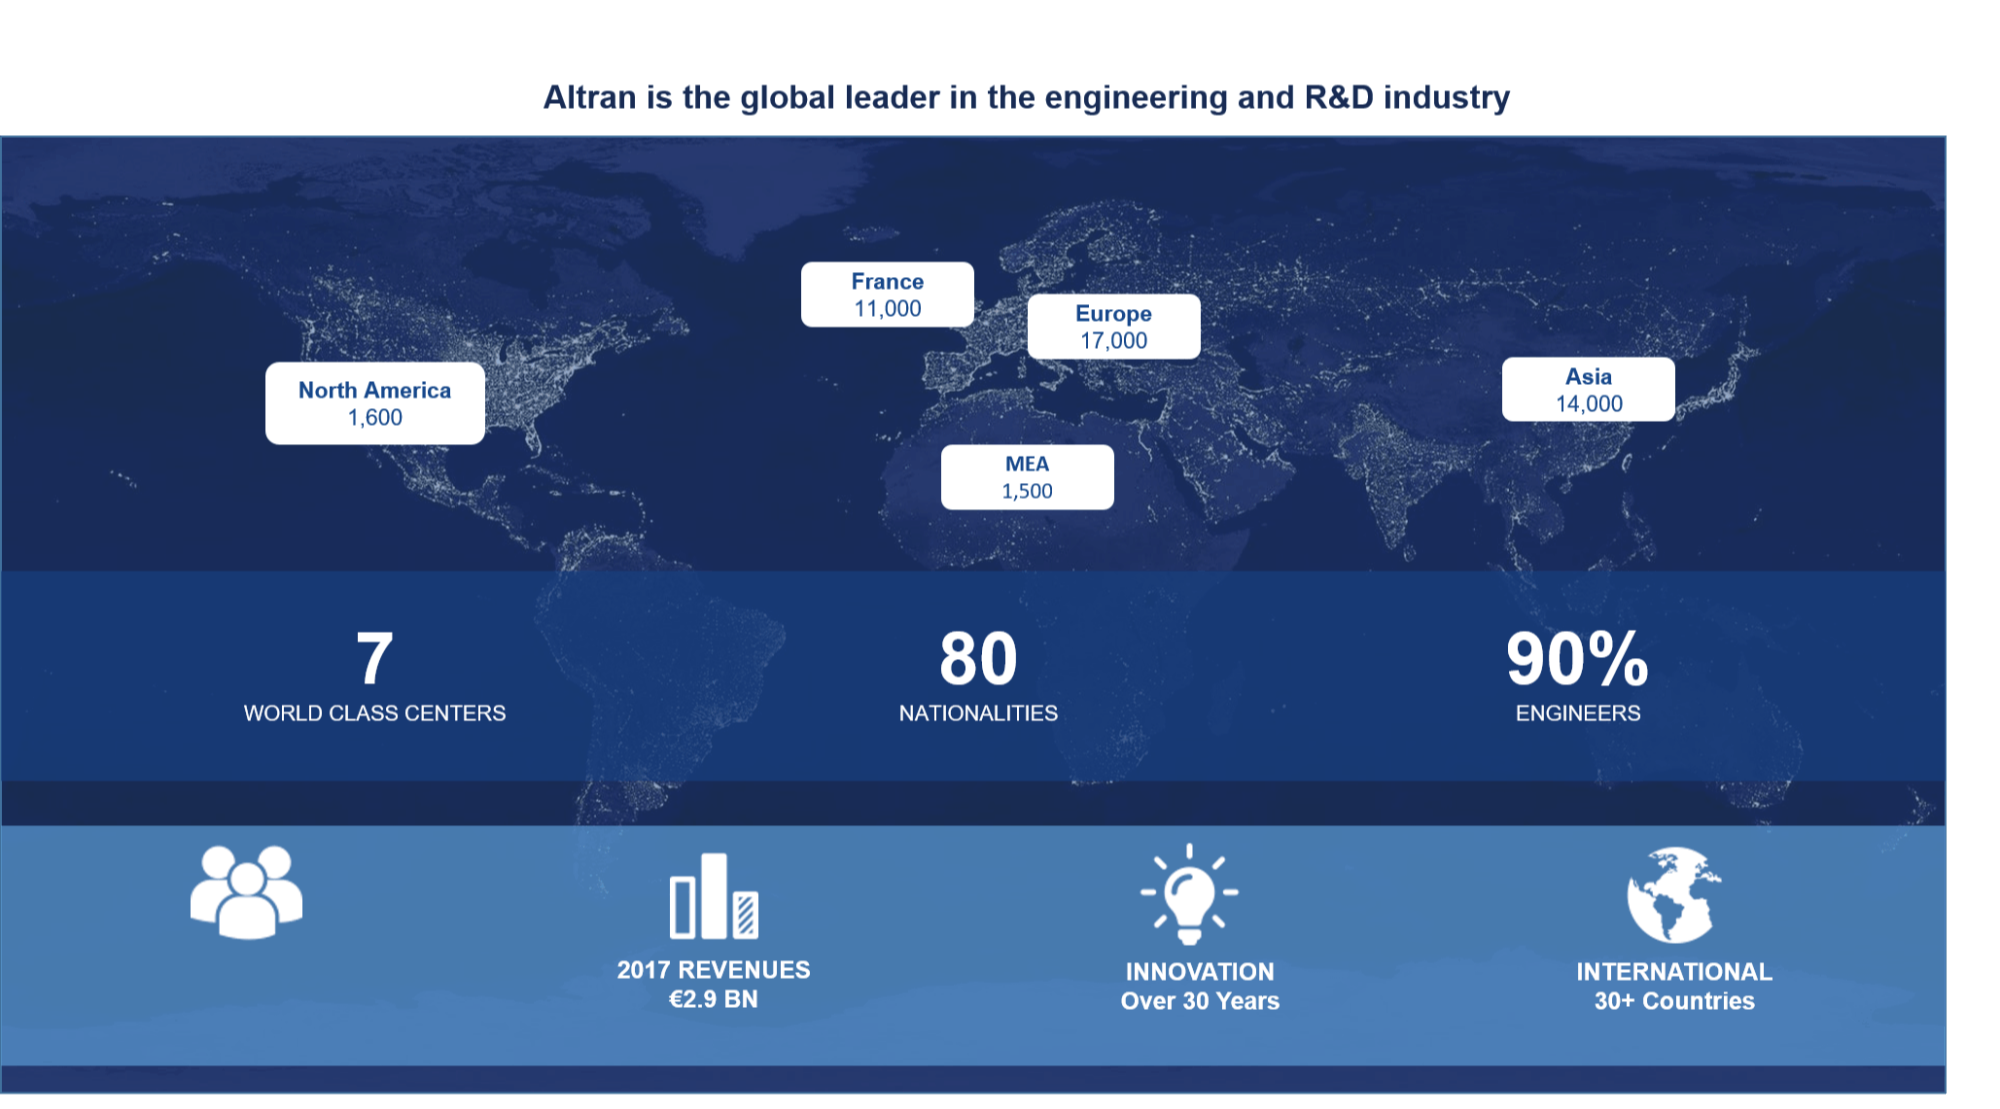 Altran is the global leader in the engineering and R&D industry
France
11,000
Europe
17,000
North America
1,600
Asia
14,000
MEA
1,500
7
WORLD CLASS CENTERS
80
NATIONALITIES
90%
ENGINEERS
2017 REVENUES
€2.9 BN
INNOVATION
Over 30 Years
INTERNATIONAL
30+ Countries